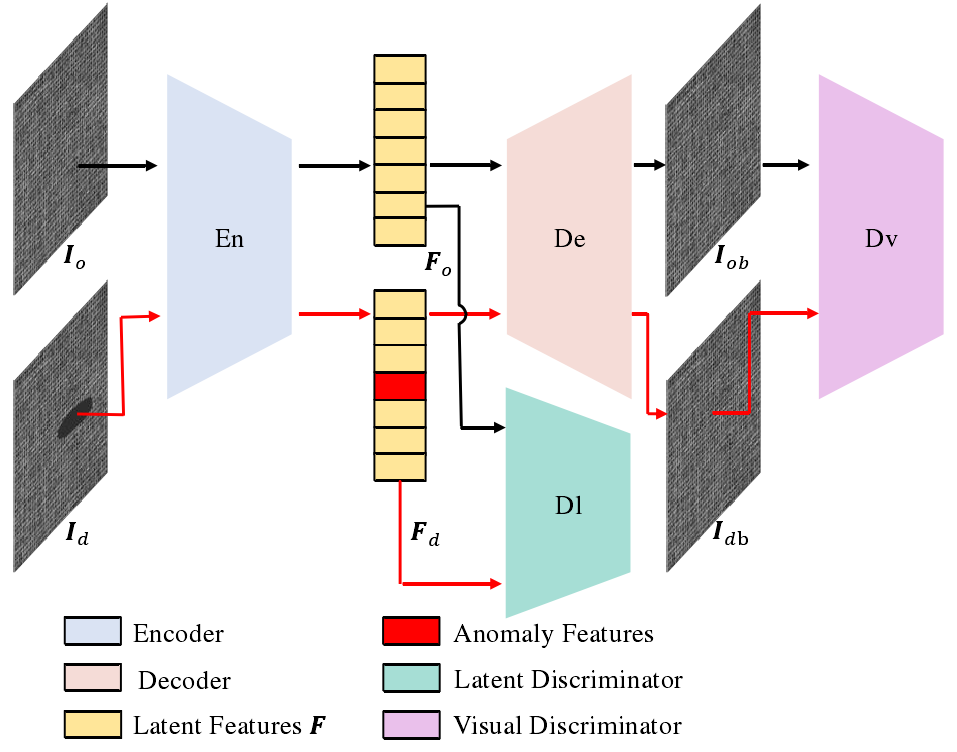 En
De
Dv
I_o
F_o
I_ob
Dl
I_d
F_d
I_db
Encoder
Anomaly Features
Decoder
Latent Discriminator
Latent Features F
Visual Discriminator